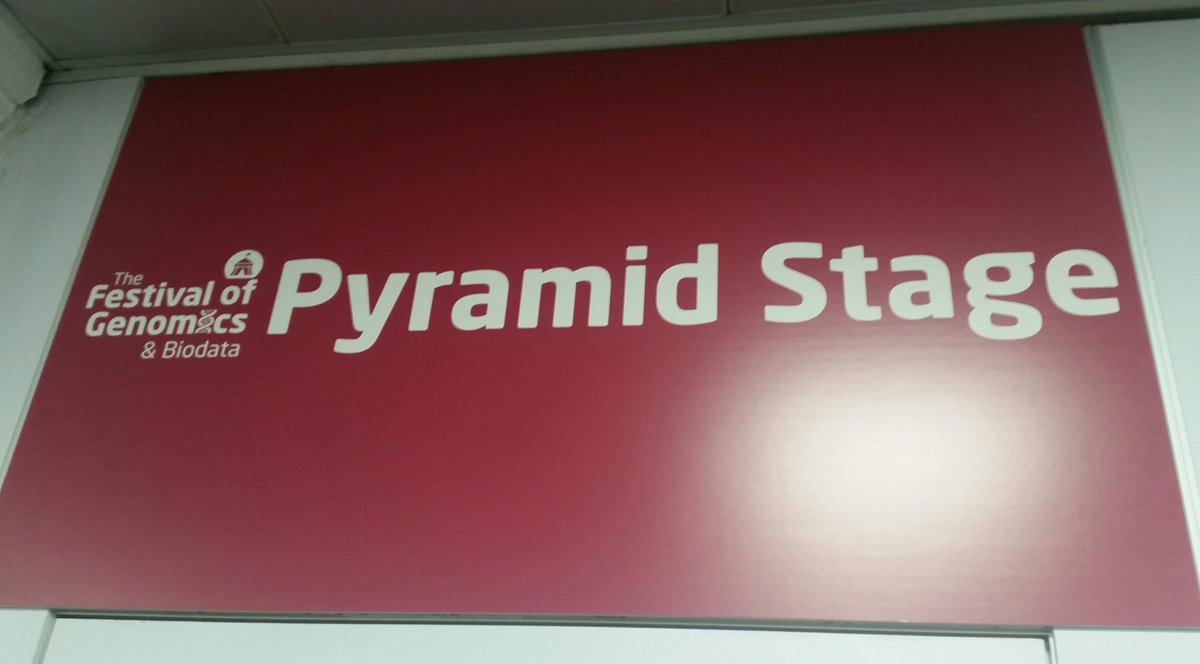 The
Festival of
Genomics
& Biodata
Pyramid Stage